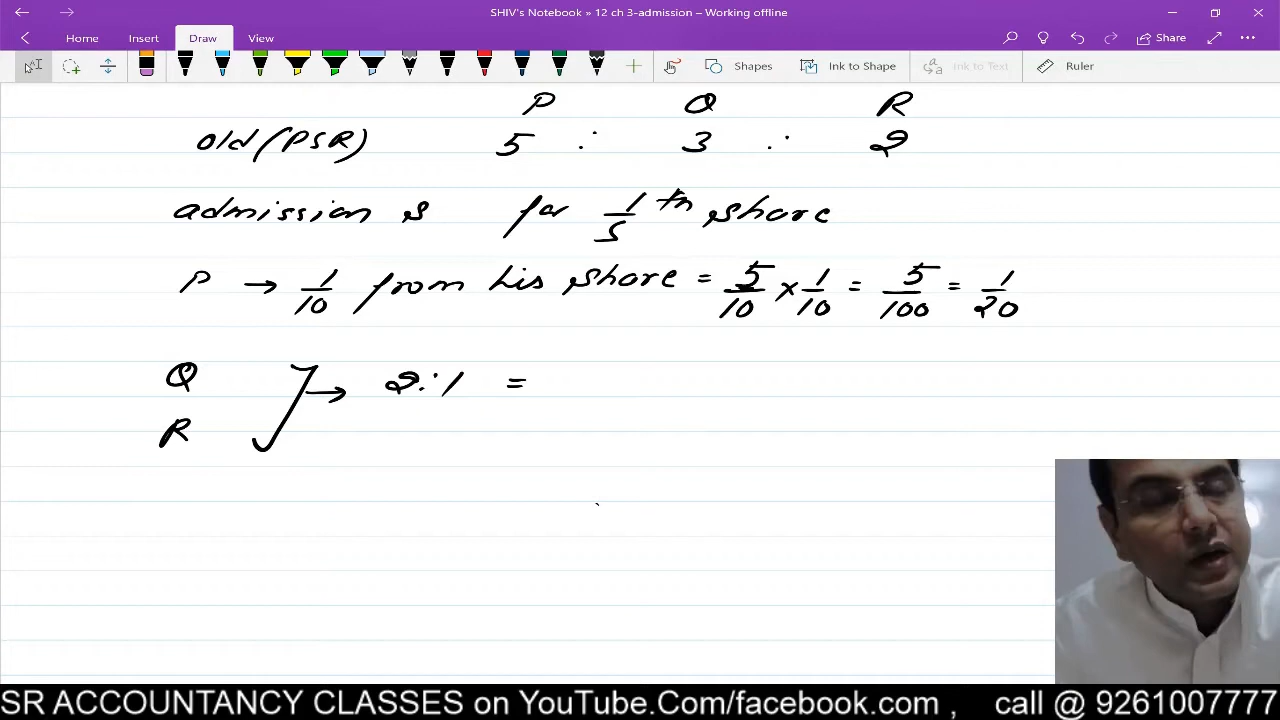 SHIV's Notebook » 12 ch 3-admission – Working offline
Home Insert Draw View Share
Shapes Ink to Shape Ink to Text Ruler
P Q R
old (PSR) 5 : 3 : 2
admission is for 1/5 th share
P → 1/10 from his share = 5/10 × 1/10 = 5/100 = 1/20
Q
R → 2:1 =
SR ACCOUNTANCY CLASSES on YouTube.Com/facebook.com , call @ 9261007777